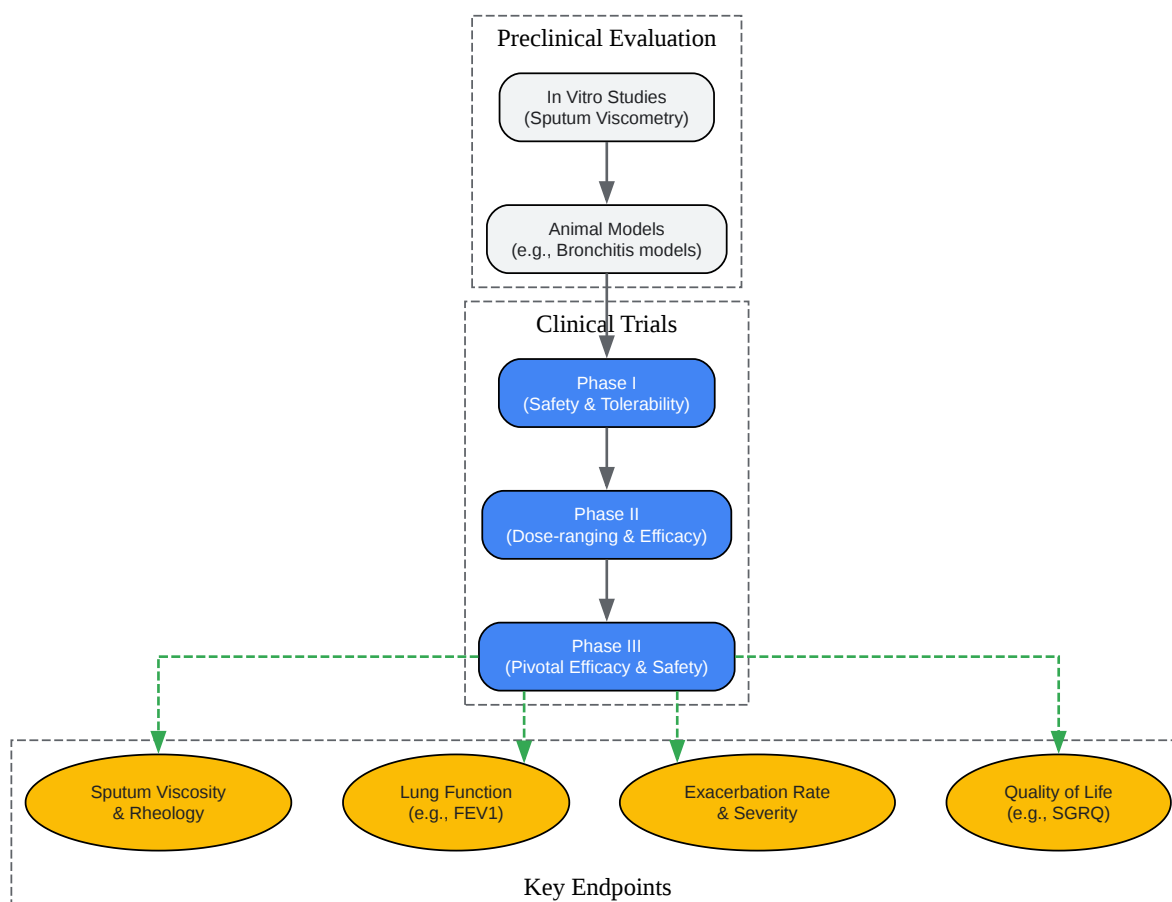 Preclinical Evaluation
In Vitro Studies
(Sputum Viscometry)
Animal Models
(e.g., Bronchitis models)
Clinical Trials
Phase I
(Safety & Tolerability)
Phase II
(Dose-ranging & Efficacy)
Phase III
(Pivotal Efficacy & Safety)
Sputum Viscosity
& Rheology
Lung Function
(e.g., FEV1)
Exacerbation Rate
& Severity
Quality of Life
(e.g., SGRQ)
Key Endpoints